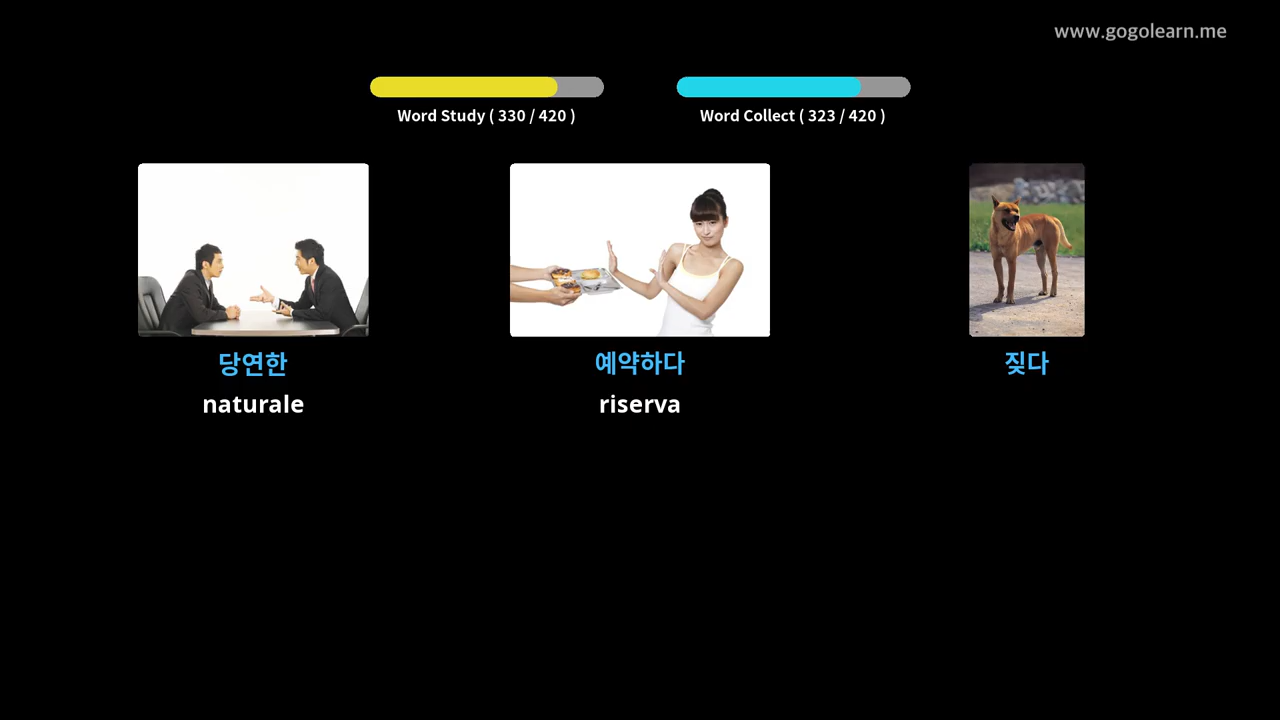 www.gogolearn.me
Word Study ( 330 / 420 )
Word Collect ( 323 / 420 )
당연한
예약하다
짖다
naturale
riserva